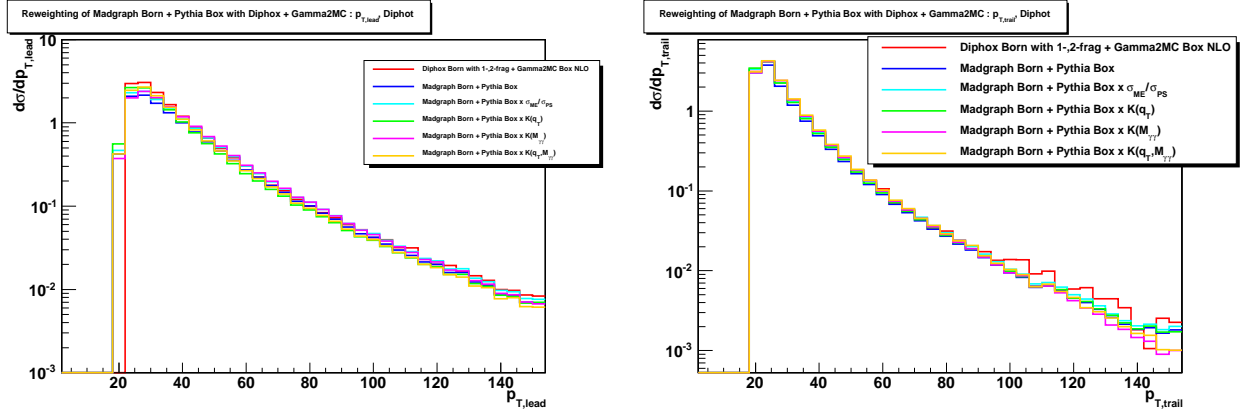 Reweighting of Madgraph Born + Pythia Box with Diphox + Gamma2MC : p_T,lead, Diphot
dσ/dp_T,lead
Diphox Born with 1-,2-frag + Gamma2MC Box NLO
Madgraph Born + Pythia Box
Madgraph Born + Pythia Box x σ_ME/σ_PS
Madgraph Born + Pythia Box x K(q_T)
Madgraph Born + Pythia Box x K(M_γγ)
Madgraph Born + Pythia Box x K(q_T,M_γγ)
10
1
10^-1
10^-2
10^-3
20 40 60 80 100 120 140
p_T,lead
Reweighting of Madgraph Born + Pythia Box with Diphox + Gamma2MC : p_T,trail, Diphot
dσ/dp_T,trail
Diphox Born with 1-,2-frag + Gamma2MC Box NLO
Madgraph Born + Pythia Box
Madgraph Born + Pythia Box x σ_ME/σ_PS
Madgraph Born + Pythia Box x K(q_T)
Madgraph Born + Pythia Box x K(M_γγ)
Madgraph Born + Pythia Box x K(q_T,M_γγ)
1
10^-1
10^-2
10^-3
20 40 60 80 100 120 140
p_T,trail